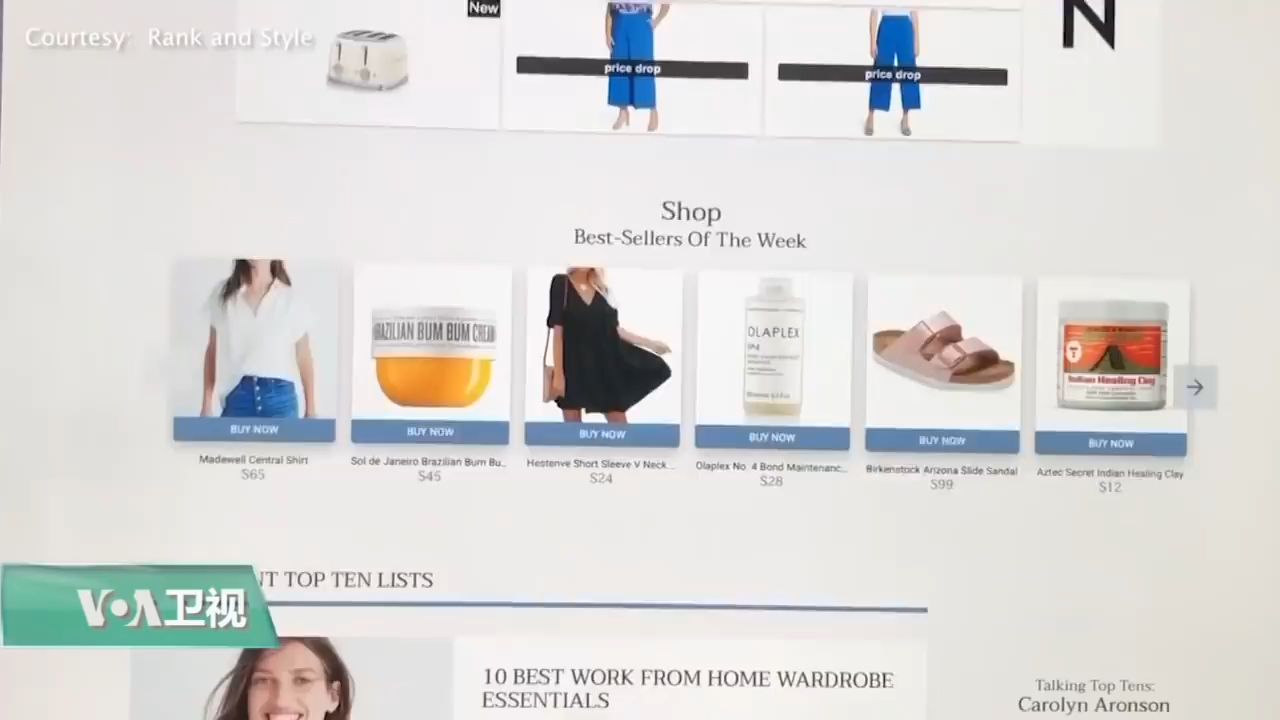 New
Courtesy: Rank and Style
N
price drop
price drop
Shop
Best-Sellers Of The Week
BRAZILIAN BUM BUM CREAM
OLAPLEX
Indian Healing Clay
BUY NOW
BUY NOW
BUY NOW
BUY NOW
BUY NOW
BUY NOW
Madewell Central Shirt
$65
Sol de Janeiro Brazilian Bum Bu...
$45
Hestenve Short Sleeve V Neck...
$24
Olaplex No. 4 Bond Maintenanc...
$28
Birkenstock Arizona Slide Sandal
$99
Aztec Secret Indian Healing Clay
$12
NT TOP TEN LISTS
VOA卫视
10 BEST WORK FROM HOME WARDROBE
ESSENTIALS
Talking Top Tens:
Carolyn Aronson